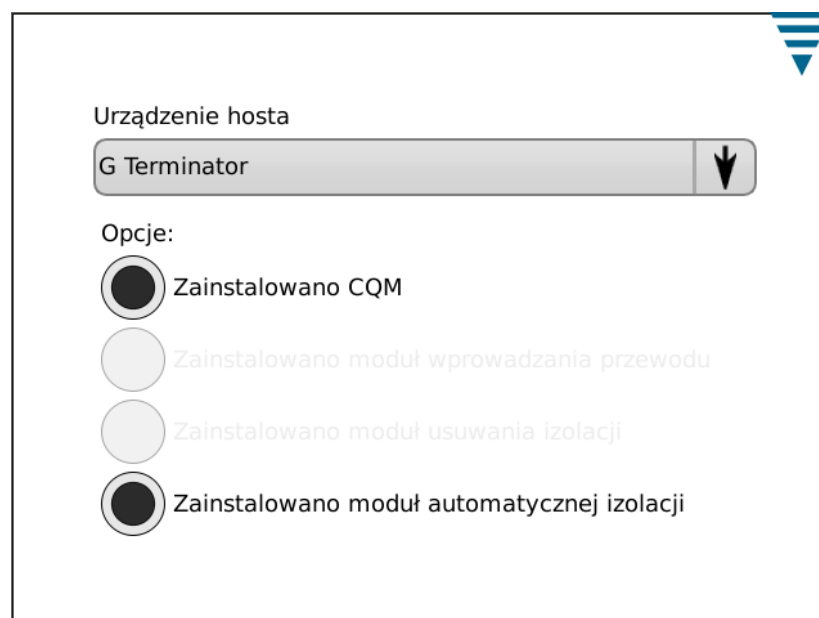 Urządzenie hosta
G Terminator
Opcje:
Zainstalowano CQM
Zainstalowano moduł wprowadzania przewodu
Zainstalowano moduł usuwania izolacji
Zainstalowano moduł automatycznej izolacji